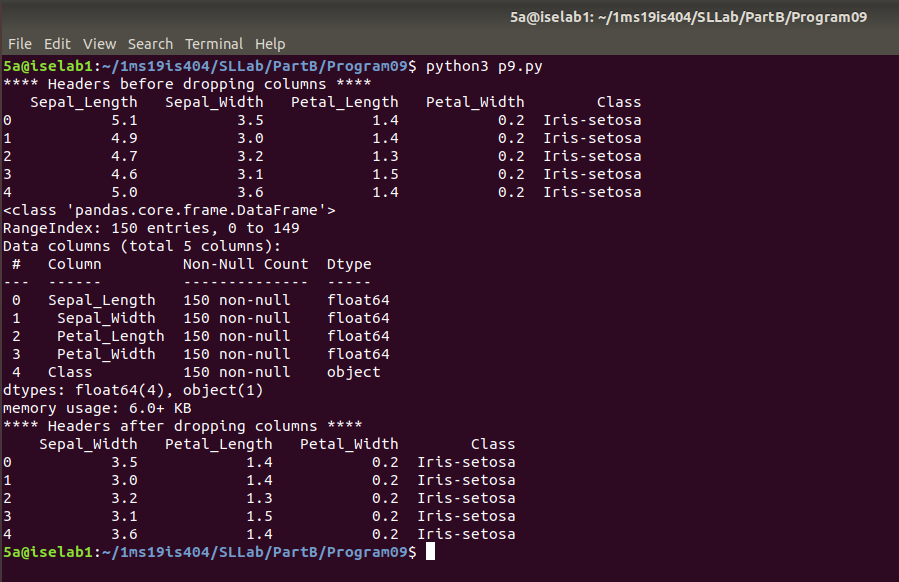 5a@iselab1: ~/1ms19is404/SLLab/PartB/Program09
File Edit View Search Terminal Help
5a@iselab1:~/1ms19is404/SLLab/PartB/Program09$ python3 p9.py
**** Headers before dropping columns ****
   Sepal_Length   Sepal_Width   Petal_Length   Petal_Width        Class
0           5.1           3.5            1.4           0.2  Iris-setosa
1           4.9           3.0            1.4           0.2  Iris-setosa
2           4.7           3.2            1.3           0.2  Iris-setosa
3           4.6           3.1            1.5           0.2  Iris-setosa
4           5.0           3.6            1.4           0.2  Iris-setosa
<class 'pandas.core.frame.DataFrame'>
RangeIndex: 150 entries, 0 to 149
Data columns (total 5 columns):
 #   Column         Non-Null Count  Dtype
---  ------         --------------  -----
 0   Sepal_Length   150 non-null    float64
 1    Sepal_Width   150 non-null    float64
 2    Petal_Length  150 non-null    float64
 3    Petal_Width   150 non-null    float64
 4   Class          150 non-null    object
dtypes: float64(4), object(1)
memory usage: 6.0+ KB
**** Headers after dropping columns ****
    Sepal_Width   Petal_Length   Petal_Width        Class
0           3.5            1.4           0.2  Iris-setosa
1           3.0            1.4           0.2  Iris-setosa
2           3.2            1.3           0.2  Iris-setosa
3           3.1            1.5           0.2  Iris-setosa
4           3.6            1.4           0.2  Iris-setosa
5a@iselab1:~/1ms19is404/SLLab/PartB/Program09$